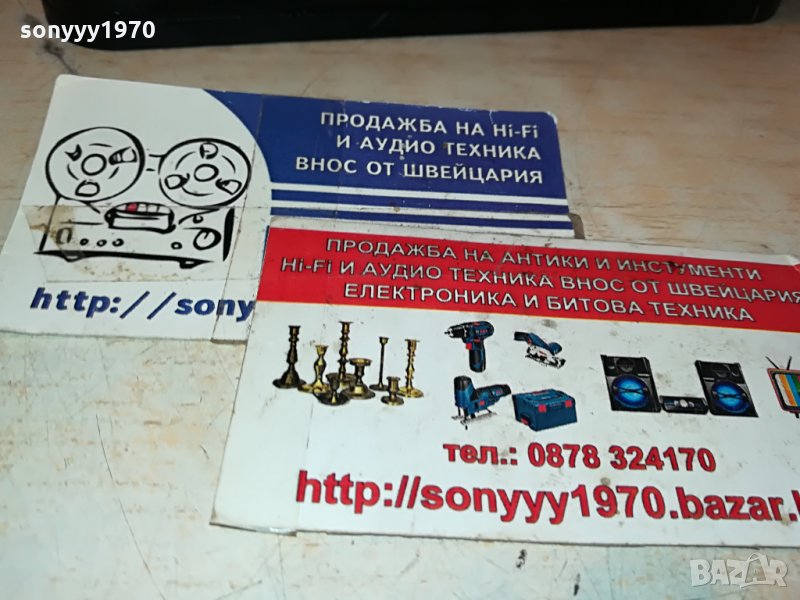 sonyyy1970
ПРОДАЖБА НА Hi-Fi
И АУДИО ТЕХНИКА
ВНОС ОТ ШВЕЙЦАРИЯ
http://sony
ПРОДАЖБА НА АНТИКИ И ИНСТУМЕНТИ
Hi-Fi И АУДИО ТЕХНИКА ВНОС ОТ ШВЕЙЦАРИЯ
ЕЛЕКТРОНИКА И БИТОВА ТЕХНИКА
тел.: 0878 324170
http://sonyyy1970.bazar.
BAZAR